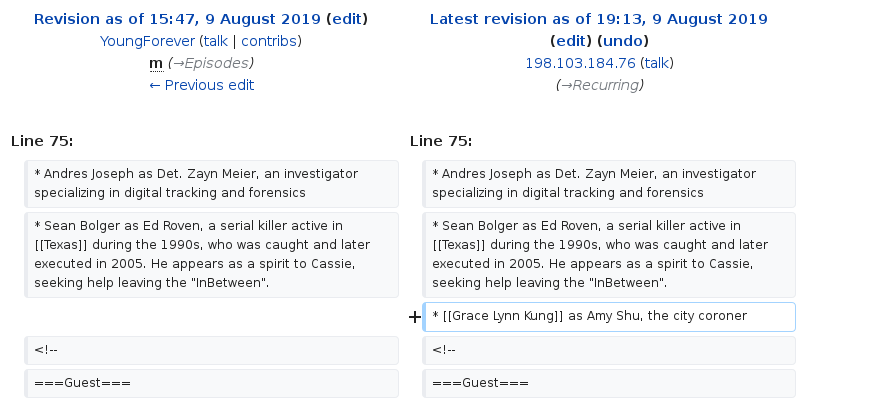 Revision as of 15:47, 9 August 2019 (edit)
YoungForever (talk | contribs)
m (→Episodes)
← Previous edit
Latest revision as of 19:13, 9 August 2019
(edit) (undo)
198.103.184.76 (talk)
(→Recurring)
Line 75:
Line 75:
* Andres Joseph as Det. Zayn Meier, an investigator
specializing in digital tracking and forensics
* Andres Joseph as Det. Zayn Meier, an investigator
specializing in digital tracking and forensics
* Sean Bolger as Ed Roven, a serial killer active in
[[Texas]] during the 1990s, who was caught and later
executed in 2005. He appears as a spirit to Cassie,
seeking help leaving the "InBetween".
* Sean Bolger as Ed Roven, a serial killer active in
[[Texas]] during the 1990s, who was caught and later
executed in 2005. He appears as a spirit to Cassie,
seeking help leaving the "InBetween".
+ * [[Grace Lynn Kung]] as Amy Shu, the city coroner
<!--
<!--
===Guest===
===Guest===